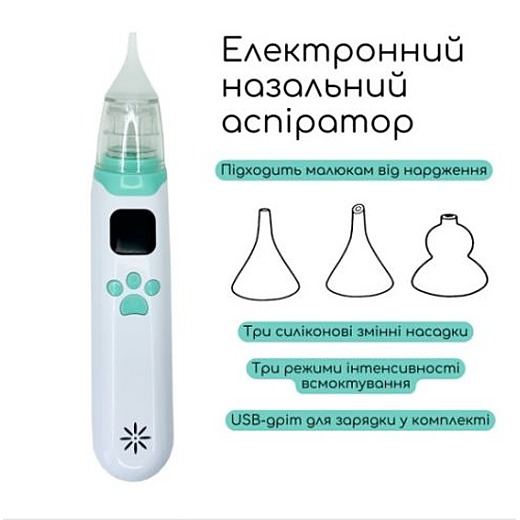 Електронний
назальний
аспіратор
Підходить малюкам від нардження
Три силіконові змінні насадки
Три режими інтенсивності
всмоктування
USB-дріт для зарядки у комплекті